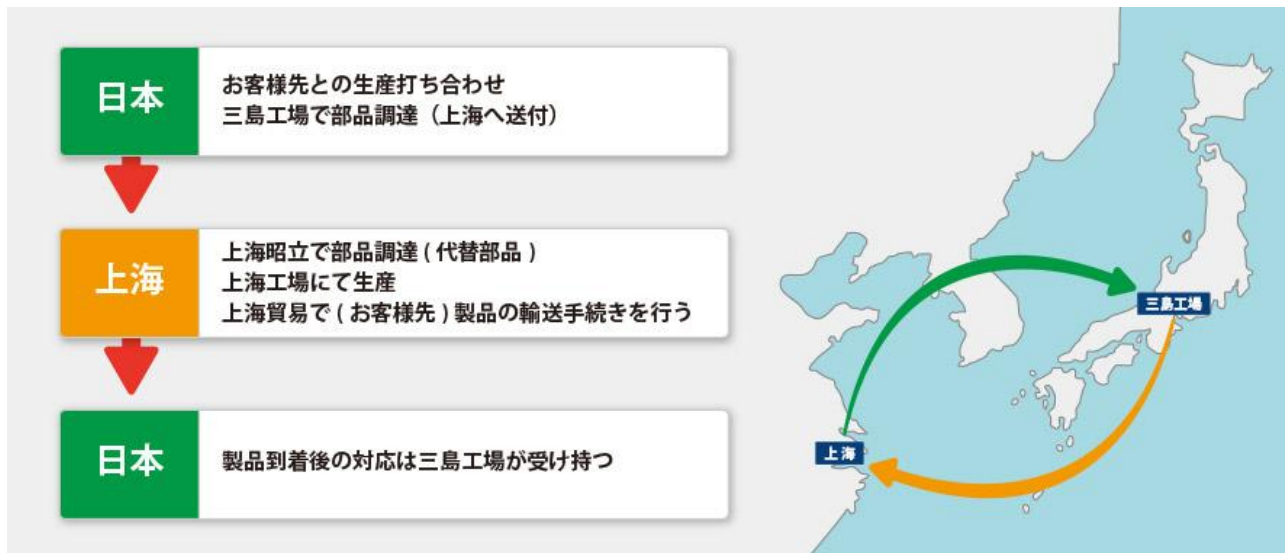 日本
お客様先との生産打ち合わせ
三島工場で部品調達（上海へ送付）
上海
上海昭立で部品調達 ( 代替部品 )
上海工場にて生産
上海貿易で ( お客様先 ) 製品の輸送手続きを行う
日本
製品到着後の対応は三島工場が受け持つ
三島工場
上海